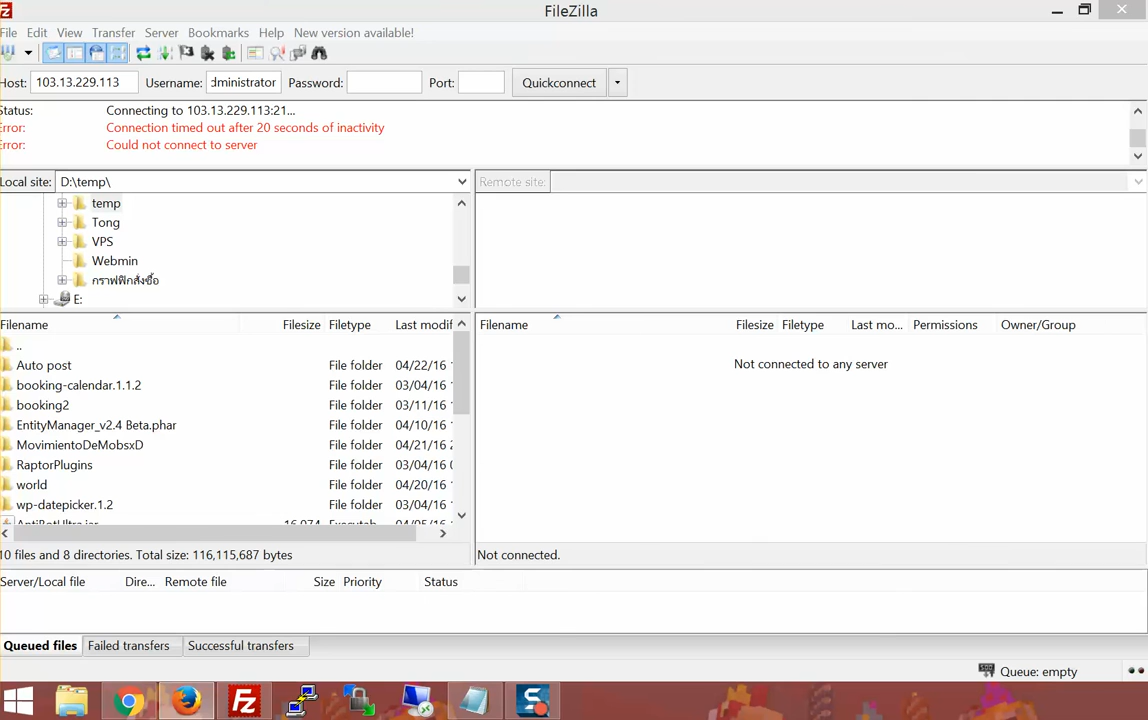 FileZilla
File Edit View Transfer Server Bookmarks Help New version available!
Host: 103.13.229.113 Username: dministrator Password: Port: Quickconnect
Status: Connecting to 103.13.229.113:21...
Error: Connection timed out after 20 seconds of inactivity
Error: Could not connect to server
Local site: D:\temp\ Remote site:
temp
Tong
VPS
Webmin
กราฟฟิกสั่งซื้อ
E:
Filename Filesize Filetype Last modif Filename Filesize Filetype Last mo... Permissions Owner/Group
..
Not connected to any server
Auto post File folder 04/22/16
booking-calendar.1.1.2 File folder 03/04/16
booking2 File folder 03/11/16
EntityManager_v2.4 Beta.phar File folder 04/10/16
MovimientoDeMobsxD File folder 04/21/16
RaptorPlugins File folder 03/04/16
world File folder 04/20/16
wp-datepicker.1.2 File folder 03/04/16
10 files and 8 directories. Total size: 116,115,687 bytes Not connected.
Server/Local file Dire... Remote file Size Priority Status
Queued files Failed transfers Successful transfers
Queue: empty